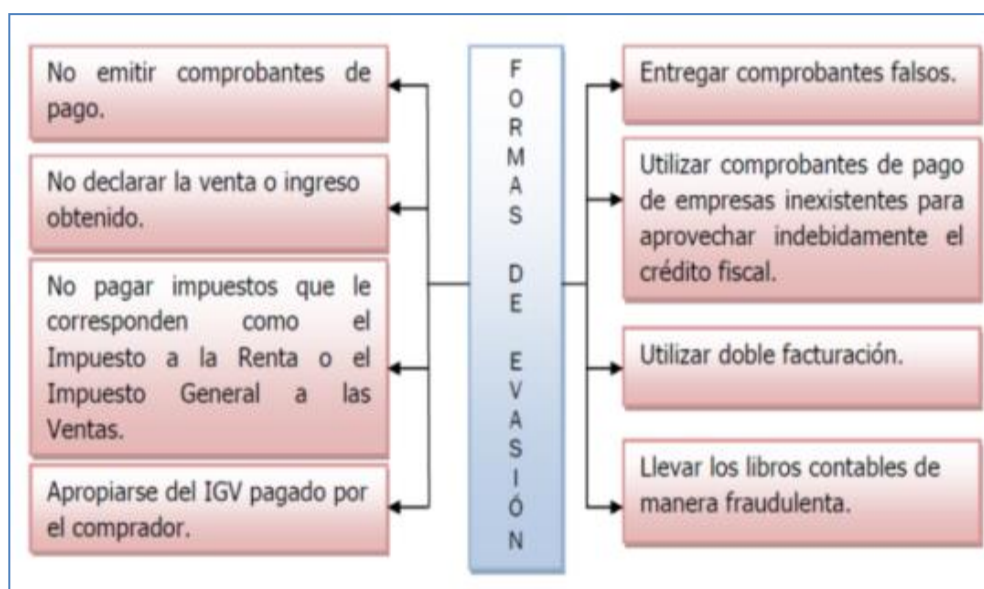 No emitir comprobantes de
pago.
No declarar la venta o ingreso
obtenido.
No pagar impuestos que le
corresponden como el
Impuesto a la Renta o el
Impuesto General a las
Ventas.
Apropiarse del IGV pagado por
el comprador.
FORMAS DE EVASIÓN
Entregar comprobantes falsos.
Utilizar comprobantes de pago
de empresas inexistentes para
aprovechar indebidamente el
crédito fiscal.
Utilizar doble facturación.
Llevar los libros contables de
manera fraudulenta.